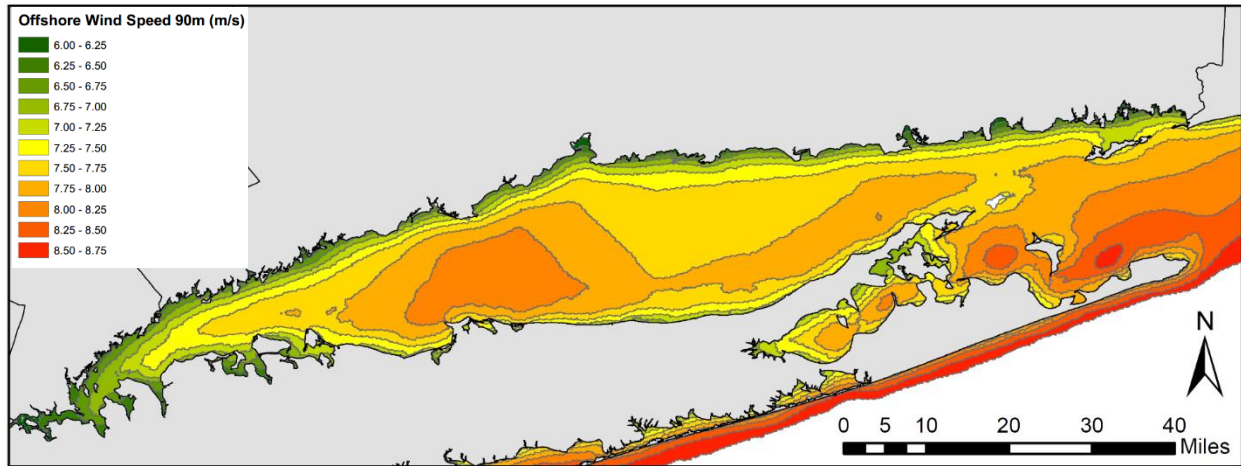 Offshore Wind Speed 90m (m/s)
6.00 - 6.25
6.25 - 6.50
6.50 - 6.75
6.75 - 7.00
7.00 - 7.25
7.25 - 7.50
7.50 - 7.75
7.75 - 8.00
8.00 - 8.25
8.25 - 8.50
8.50 - 8.75
N
0 5 10 20 30 40
Miles